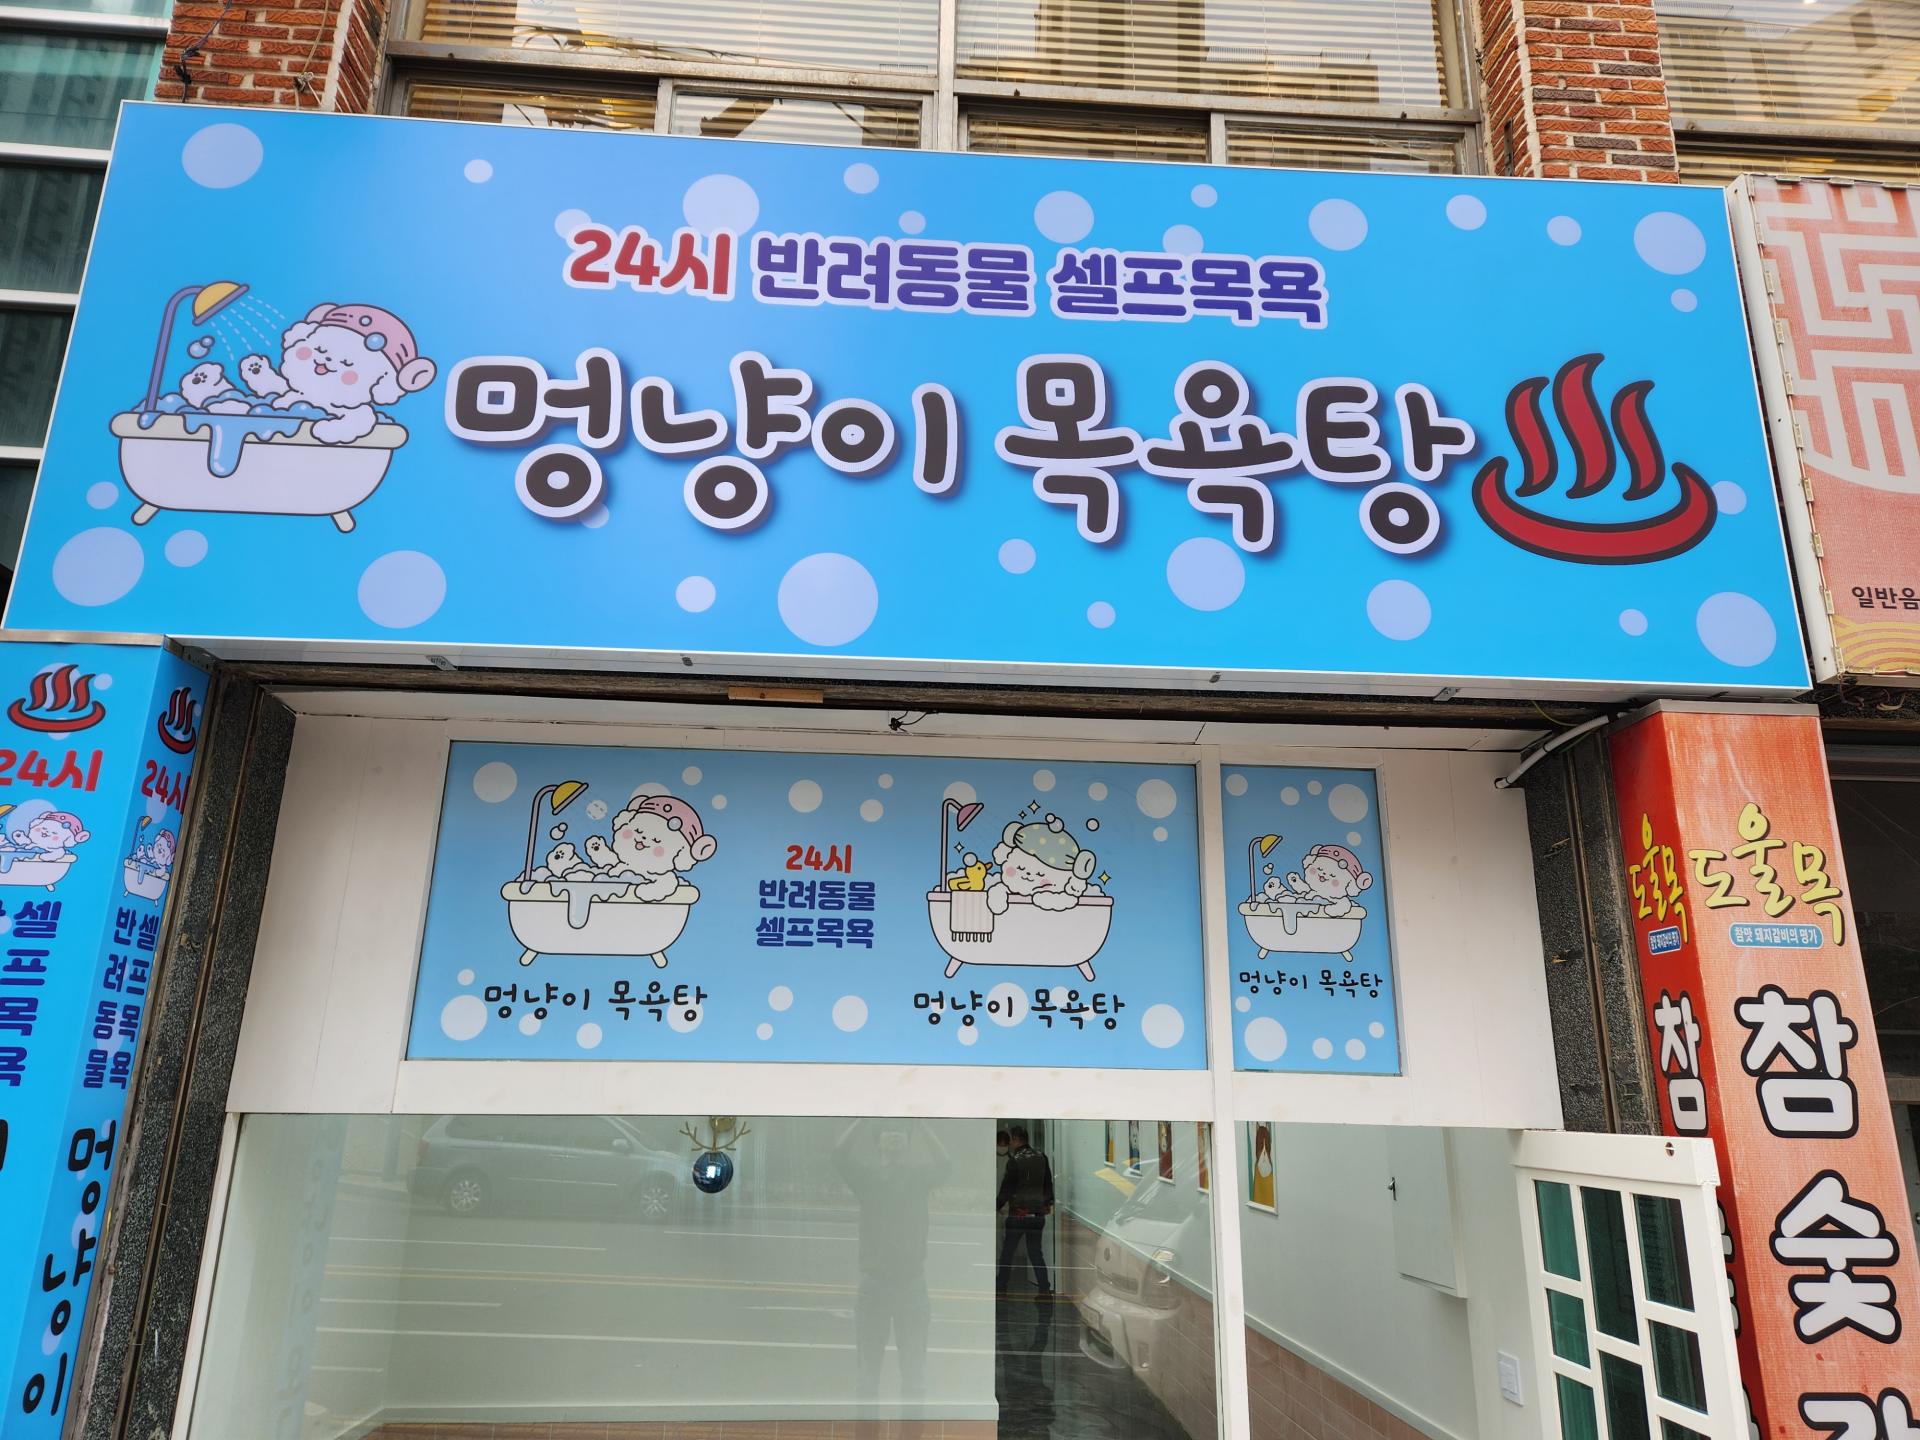 24시 반려동물 셀프목욕
멍냥이 목욕탕
일반음
24시
24시
반려동물
셀프목욕
멍냥이
24시
반려동물
셀프목욕
멍냥이 목욕탕
멍냥이 목욕탕
멍냥이 목욕탕
도울목
도울목
참맛 돼지갈비의 명가
참
참숯